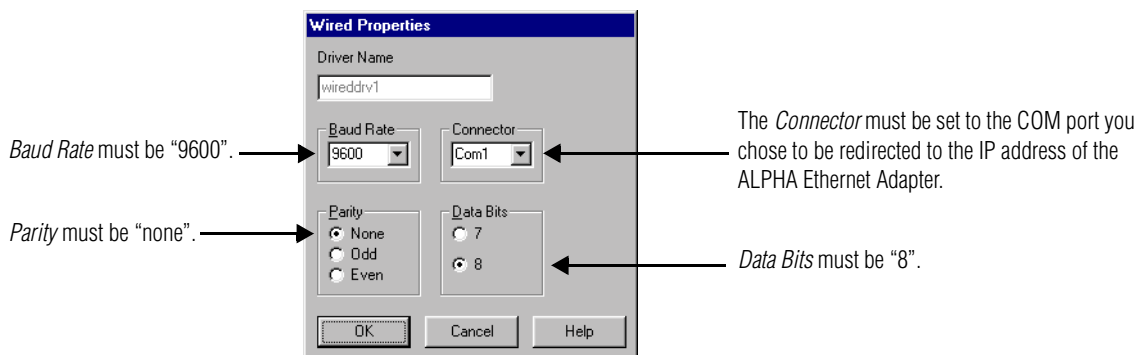 Wired Properties
Driver Name
wireddrv1
Baud Rate
9600
Connector
Com1
Parity
None
Odd
Even
Data Bits
7
8
OK
Cancel
Help
Baud Rate must be “9600”.
Parity must be “none”.
The Connector must be set to the COM port you
chose to be redirected to the IP address of the
ALPHA Ethernet Adapter.
Data Bits must be “8”.